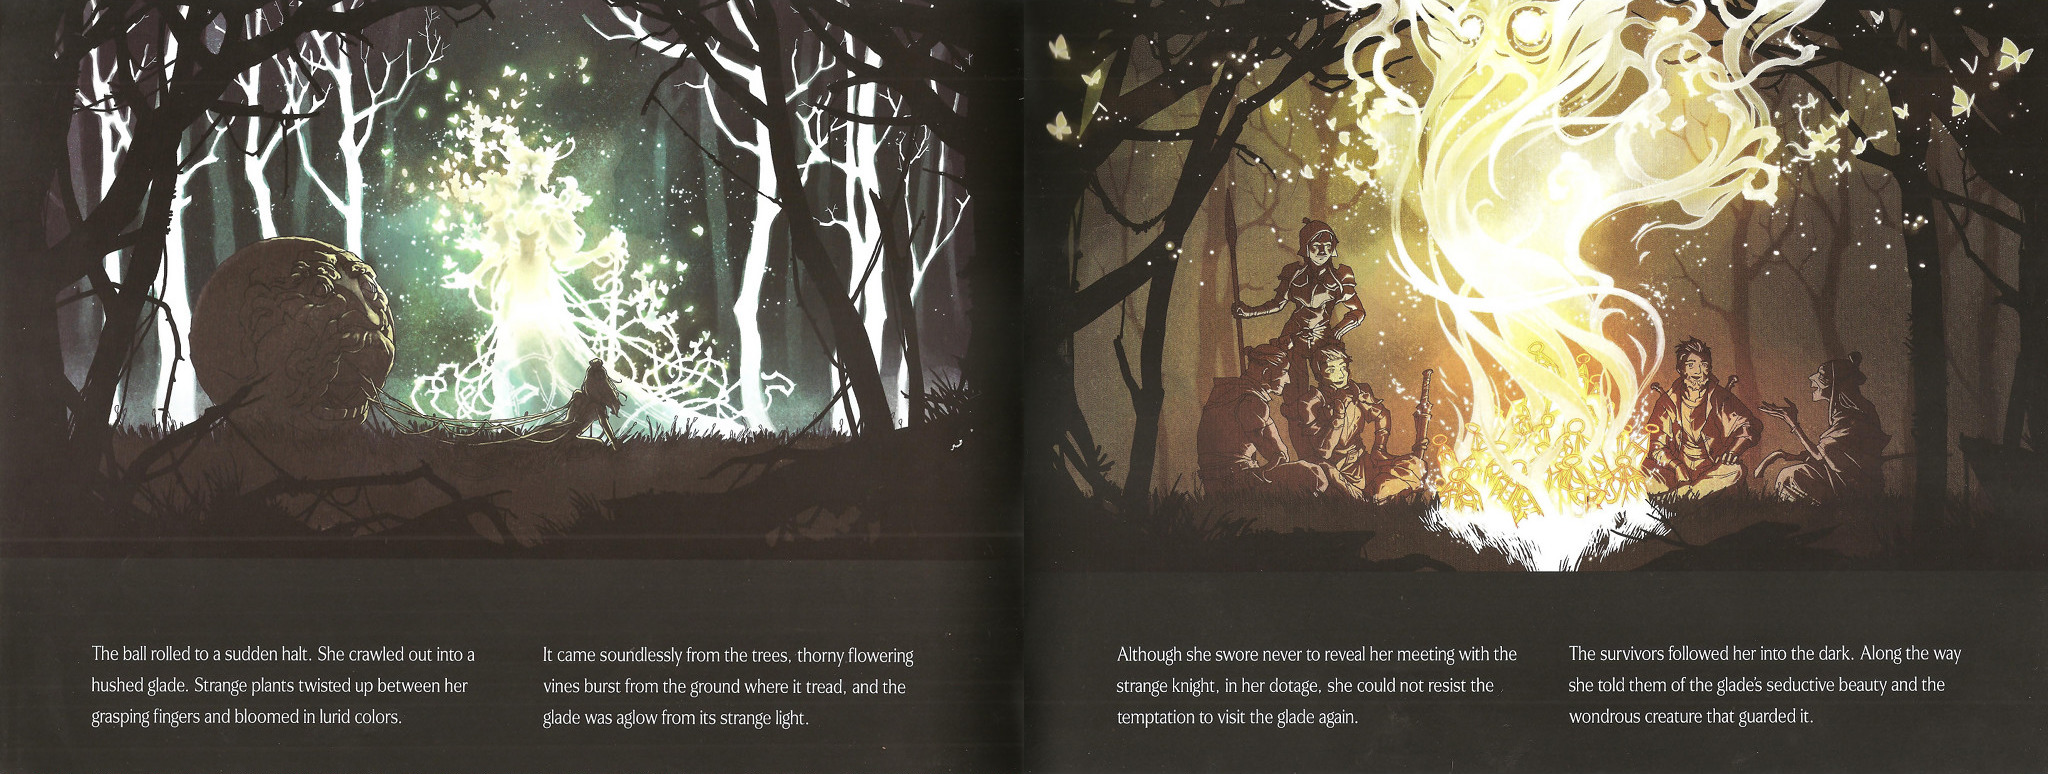 The ball rolled to a sudden halt. She crawled out into a
hushed glade. Strange plants twisted up between her
grasping fingers and bloomed in lurid colors.
It came soundlessly from the trees, thorny flowering
vines burst from the ground where it tread, and the
glade was aglow from its strange light.
Although she swore never to reveal her meeting with the
strange knight, in her dotage, she could not resist the
temptation to visit the glade again.
The survivors followed her into the dark. Along the way
she told them of the glade's seductive beauty and the
wondrous creature that guarded it.